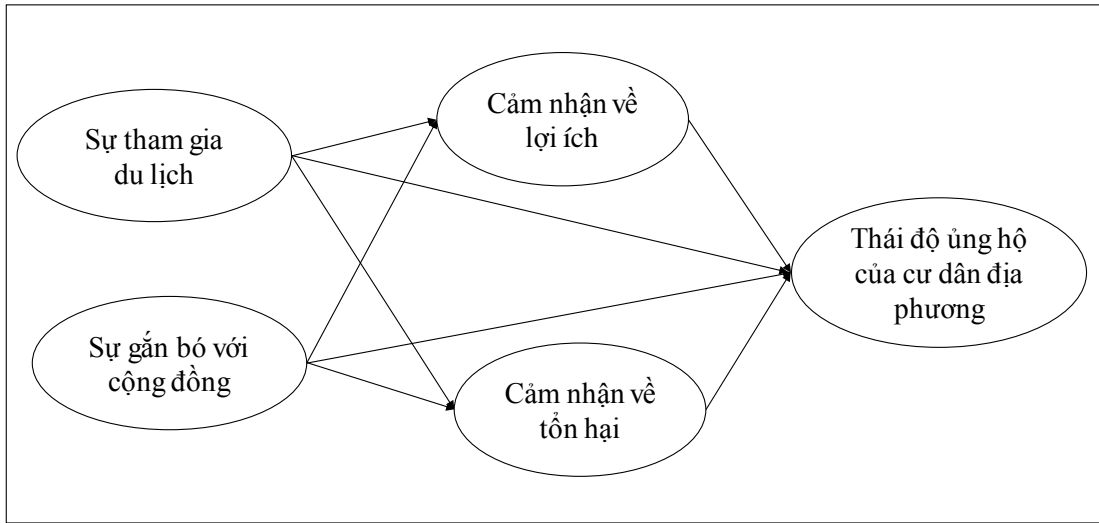 Sự tham gia
du lịch
Cảm nhận về
lợi ích
Thái độ ủng hộ
của cư dân địa
phương
Sự gắn bó với
cộng đồng
Cảm nhận về
tổn hại